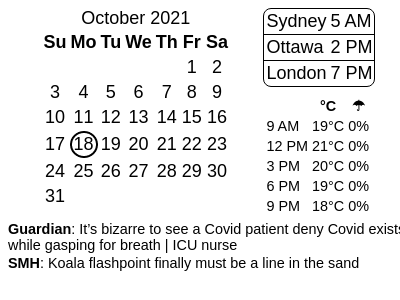 October 2021
Su Mo Tu We Th Fr Sa
1 2
3 4 5 6 7 8 9
10 11 12 13 14 15 16
17 18 19 20 21 22 23
24 25 26 27 28 29 30
31
Sydney 5 AM
Ottawa 2 PM
London 7 PM
°C ☂
9 AM 19°C 0%
12 PM 21°C 0%
3 PM 20°C 0%
6 PM 19°C 0%
9 PM 18°C 0%
Guardian: It’s bizarre to see a Covid patient deny Covid exists
while gasping for breath | ICU nurse
SMH: Koala flashpoint finally must be a line in the sand